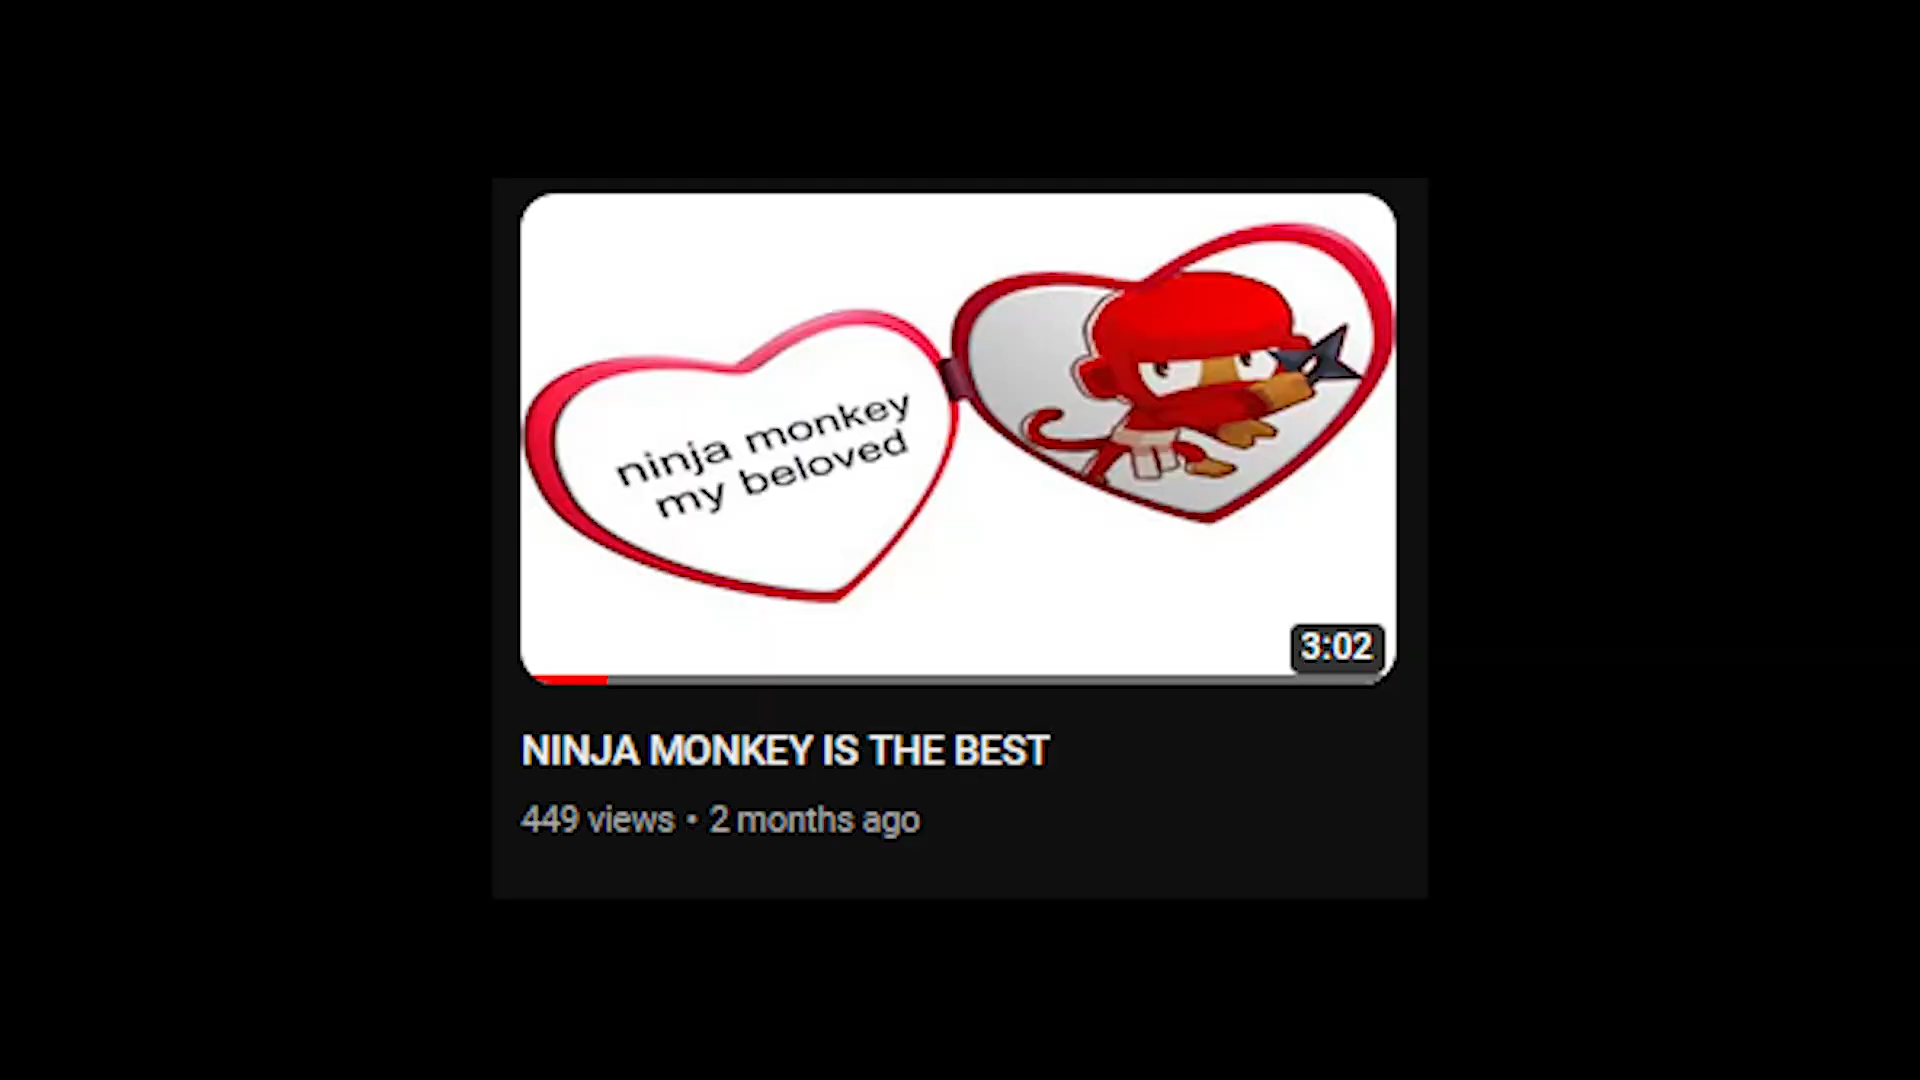 ninja monkey
my beloved
3:02
NINJA MONKEY IS THE BEST
449 views • 2 months ago